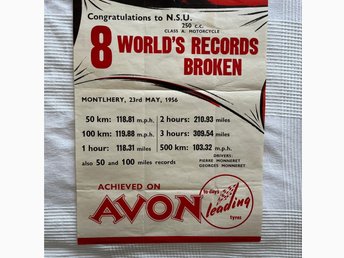 Congratulations to N.S.U.
250 c.c.
CLASS A. MOTORCYCLE
8 WORLD'S RECORDS
BROKEN
MONTLHERY, 23RD MAY, 1956
50 km: 118.81 m.p.h.
100 km: 119.88 m.p.h.
1 hour: 118.31 miles
also 50 and 100 miles records
2 hours: 210.93 miles
3 hours: 309.54 miles
500 km: 103.32 m.p.h.
DRIVERS:
PIERRE MONNERET
GEORGES MONNERET
ACHIEVED ON
AVON
leading
tyres